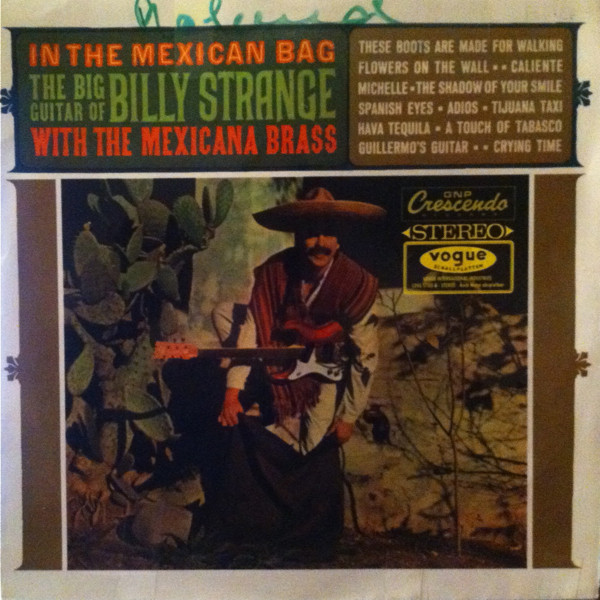 IN THE MEXICAN BAG
THE BIG GUITAR OF BILLY STRANGE
WITH THE MEXICANA BRASS
THESE BOOTS ARE MADE FOR WALKING
FLOWERS ON THE WALL •• CALIENTE
MICHELLE • THE SHADOW OF YOUR SMILE
SPANISH EYES • ADIOS • TIJUANA TAXI
HAVA TEQUILA • A TOUCH OF TABASCO
GUILLERMO'S GUITAR •• CRYING TIME
GNP
Crescendo
STEREO
vogue
SCHALLPLATTEN